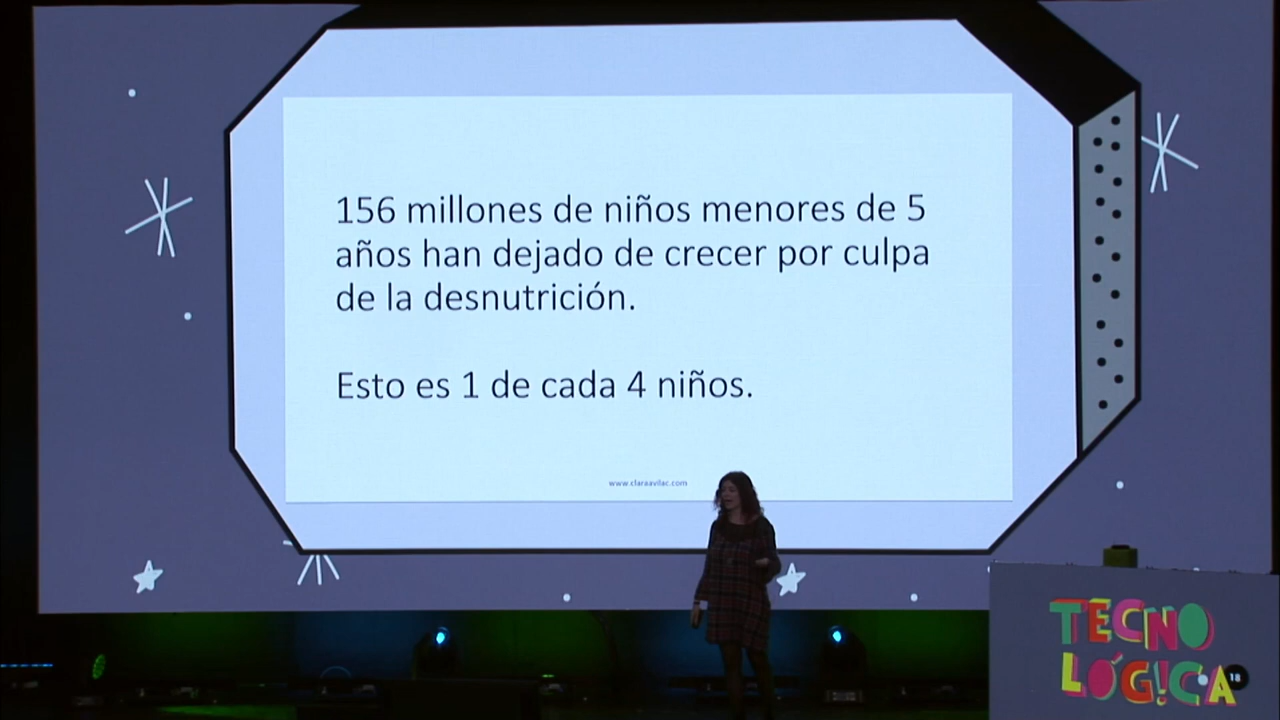 156 millones de niños menores de 5
años han dejado de crecer por culpa
de la desnutrición.
Esto es 1 de cada 4 niños.
www.claraavilac.com
TECNO
LÓG!CA
18